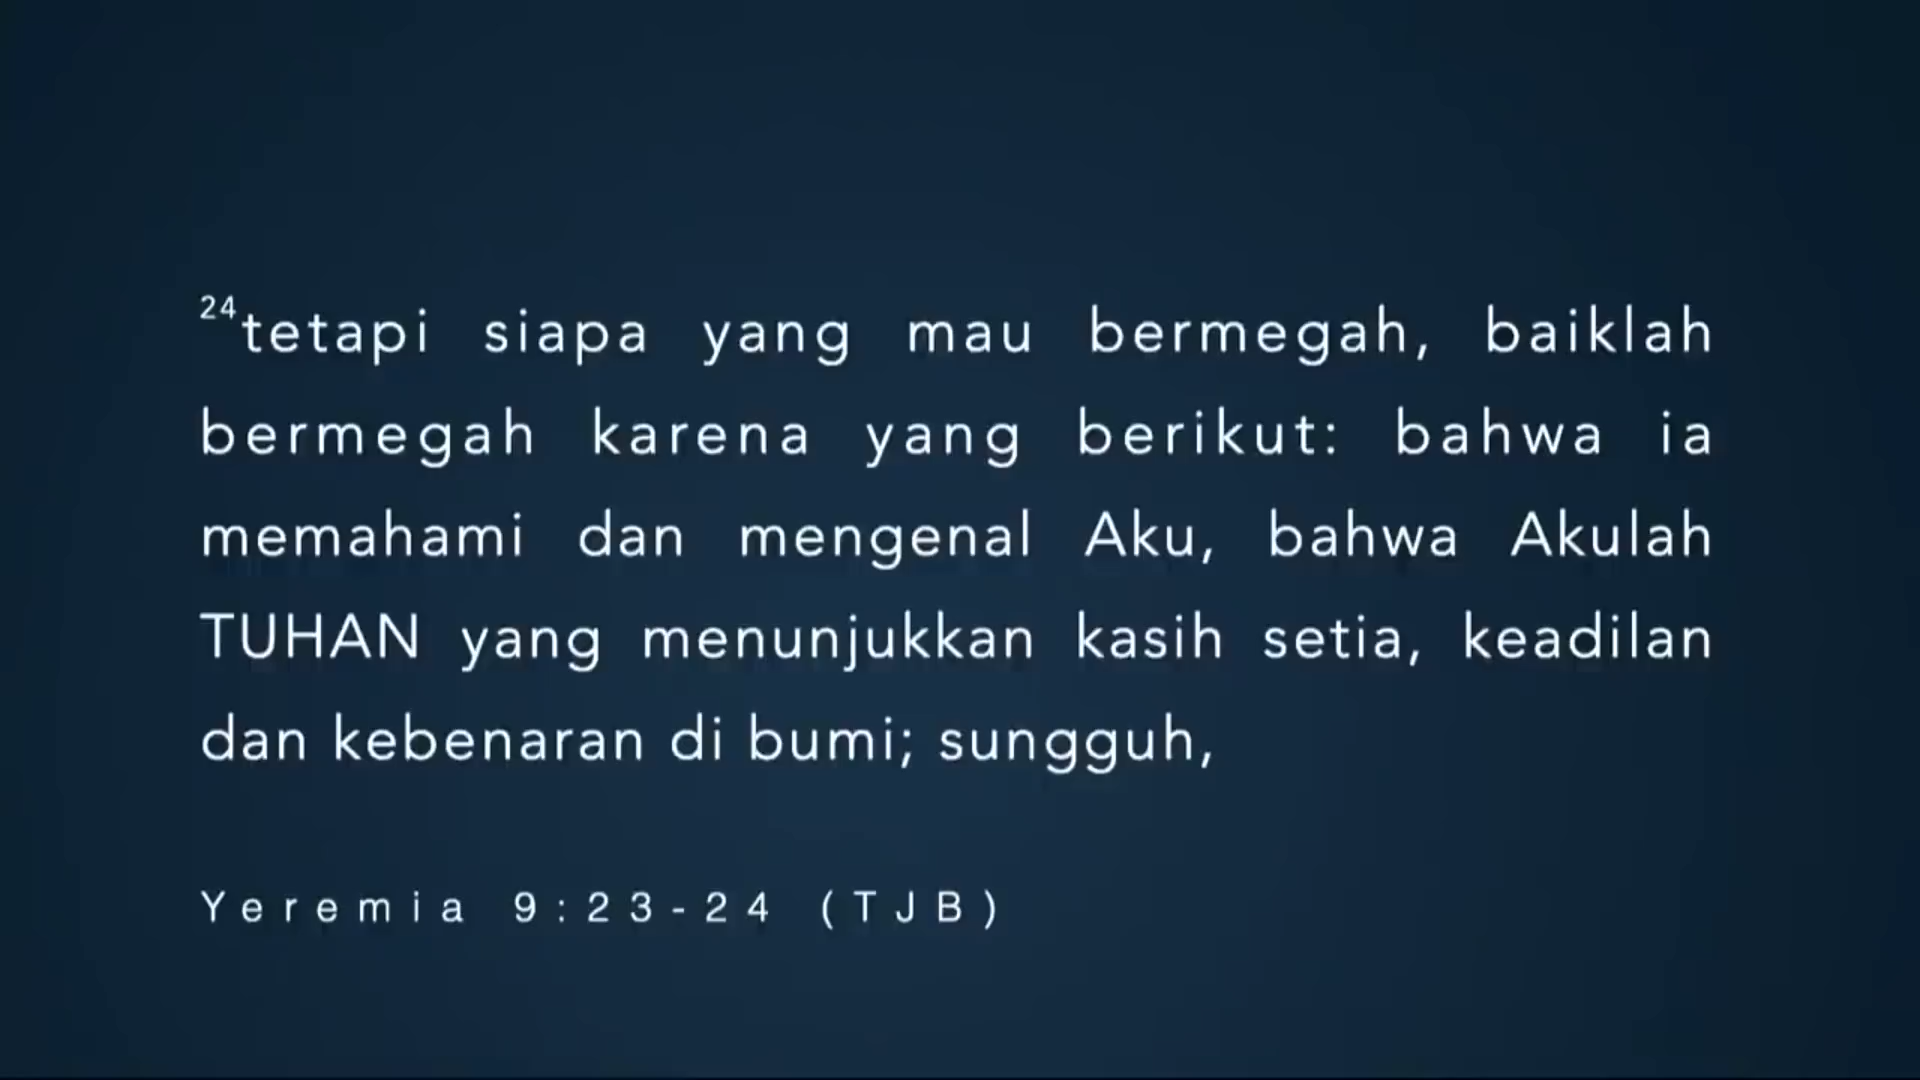 24tetapi siapa yang mau bermegah, baiklah
bermegah karena yang berikut: bahwa ia
memahami dan mengenal Aku, bahwa Akulah
TUHAN yang menunjukkan kasih setia, keadilan
dan kebenaran di bumi; sungguh,
Yeremia 9:23-24 (TJB)